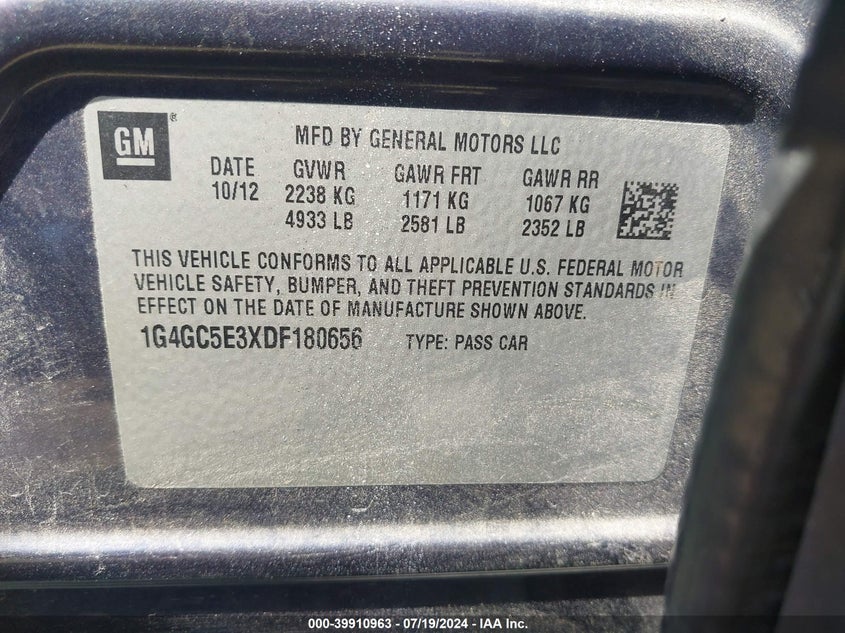 GM ®
MFD BY GENERAL MOTORS LLC
DATE GVWR GAWR FRT GAWR RR
10/12 2238 KG 1171 KG 1067 KG
4933 LB 2581 LB 2352 LB
THIS VEHICLE CONFORMS TO ALL APPLICABLE U.S. FEDERAL MOTOR
VEHICLE SAFETY, BUMPER, AND THEFT PREVENTION STANDARDS IN
EFFECT ON THE DATE OF MANUFACTURE SHOWN ABOVE.
1G4GC5E3XDF180656 TYPE: PASS CAR
000-39910963 / 07/19/2024 / IAA Inc.